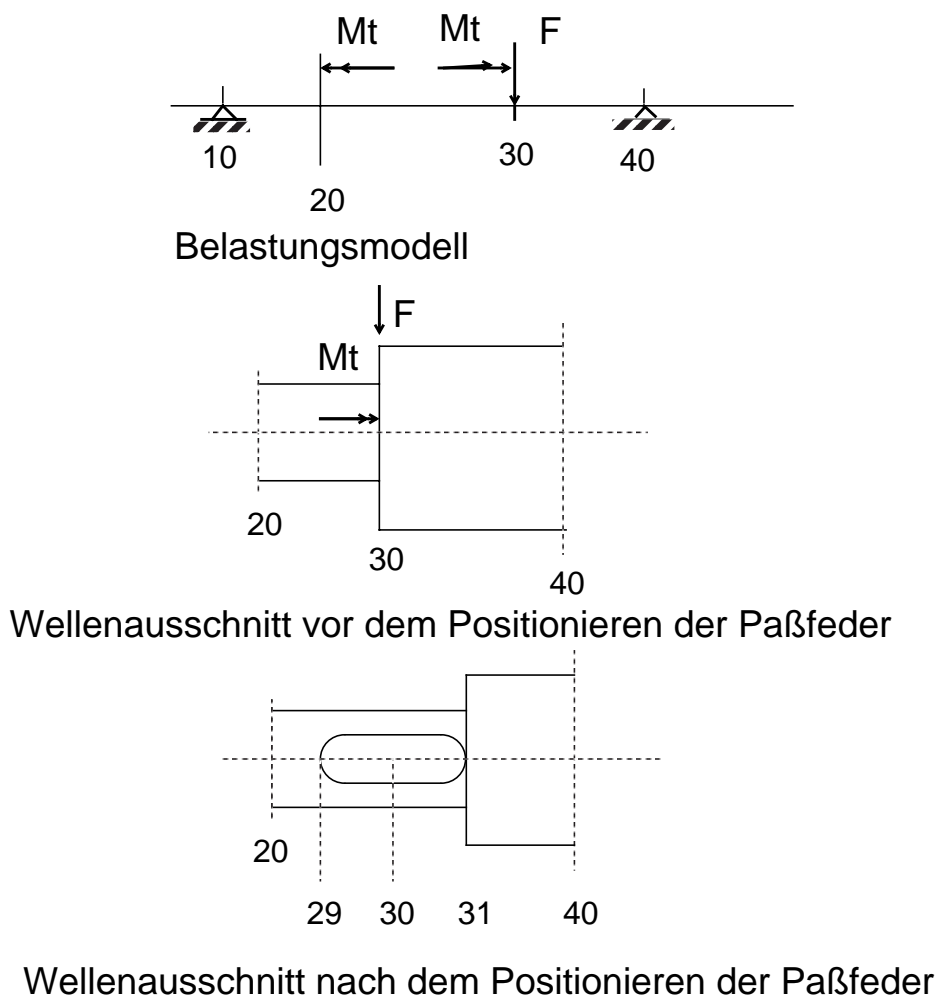 Mt Mt F
10 30 40
20
Belastungsmodell
F
Mt
20
30
40
Wellenausschnitt vor dem Positionieren der Paßfeder
20
29 30 31 40
Wellenausschnitt nach dem Positionieren der Paßfeder